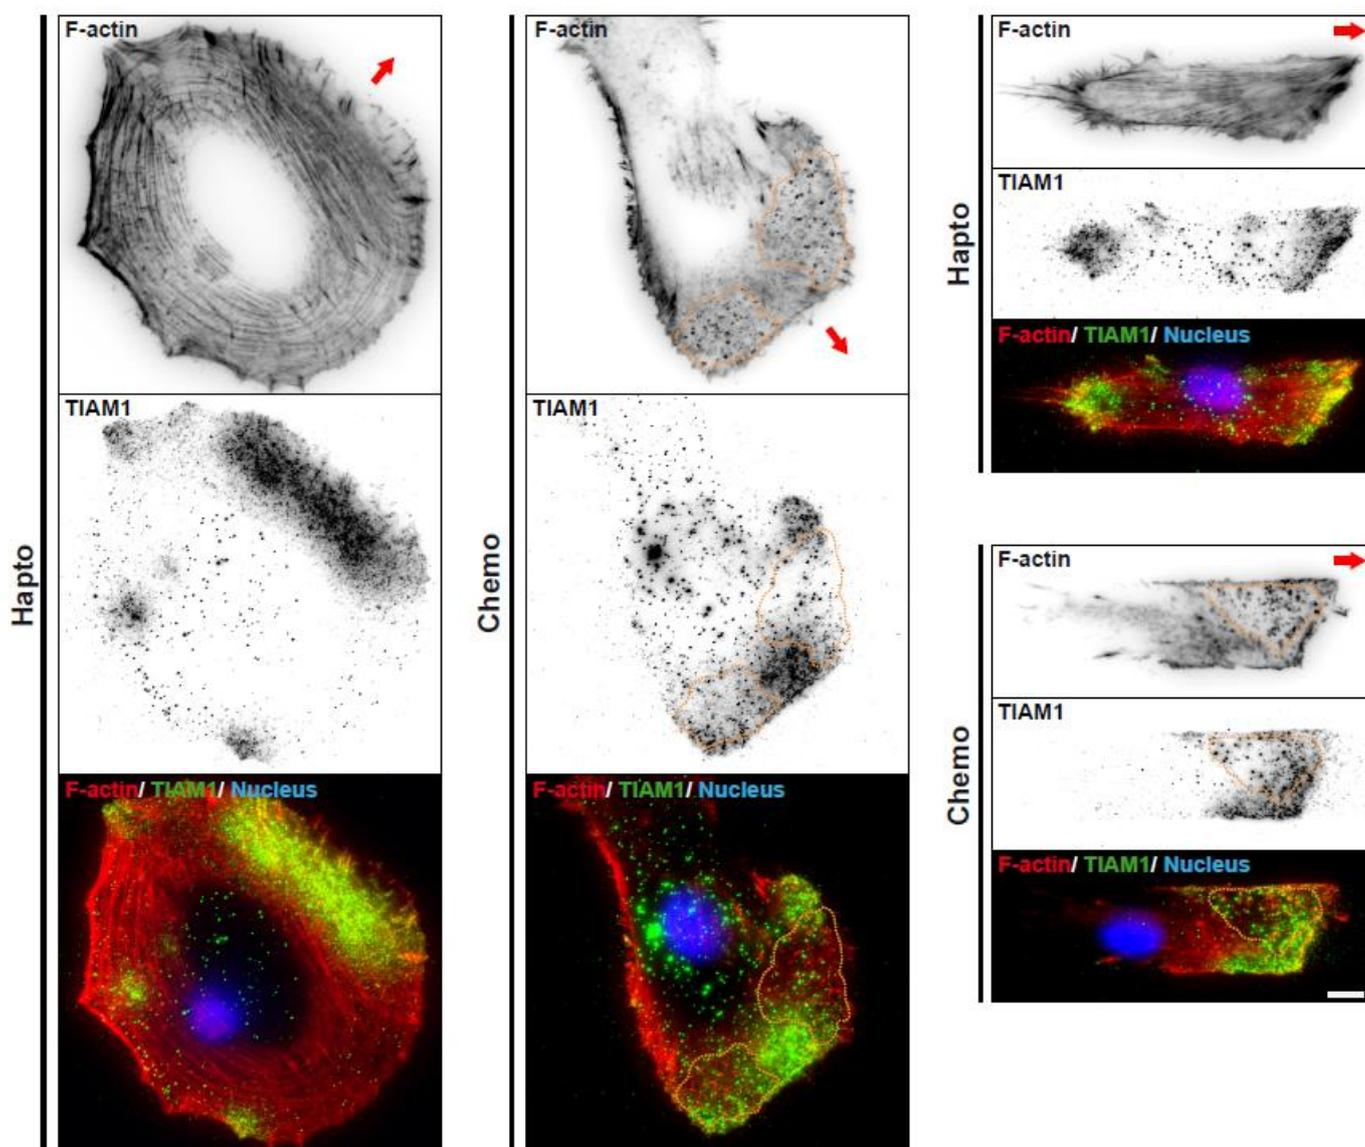 Hapto
F-actin
TIAM1
F-actin/ TIAM1/ Nucleus
Chemo
F-actin
TIAM1
F-actin/ TIAM1/ Nucleus
Hapto
F-actin
TIAM1
F-actin/ TIAM1/ Nucleus
Chemo
F-actin
TIAM1
F-actin/ TIAM1/ Nucleus